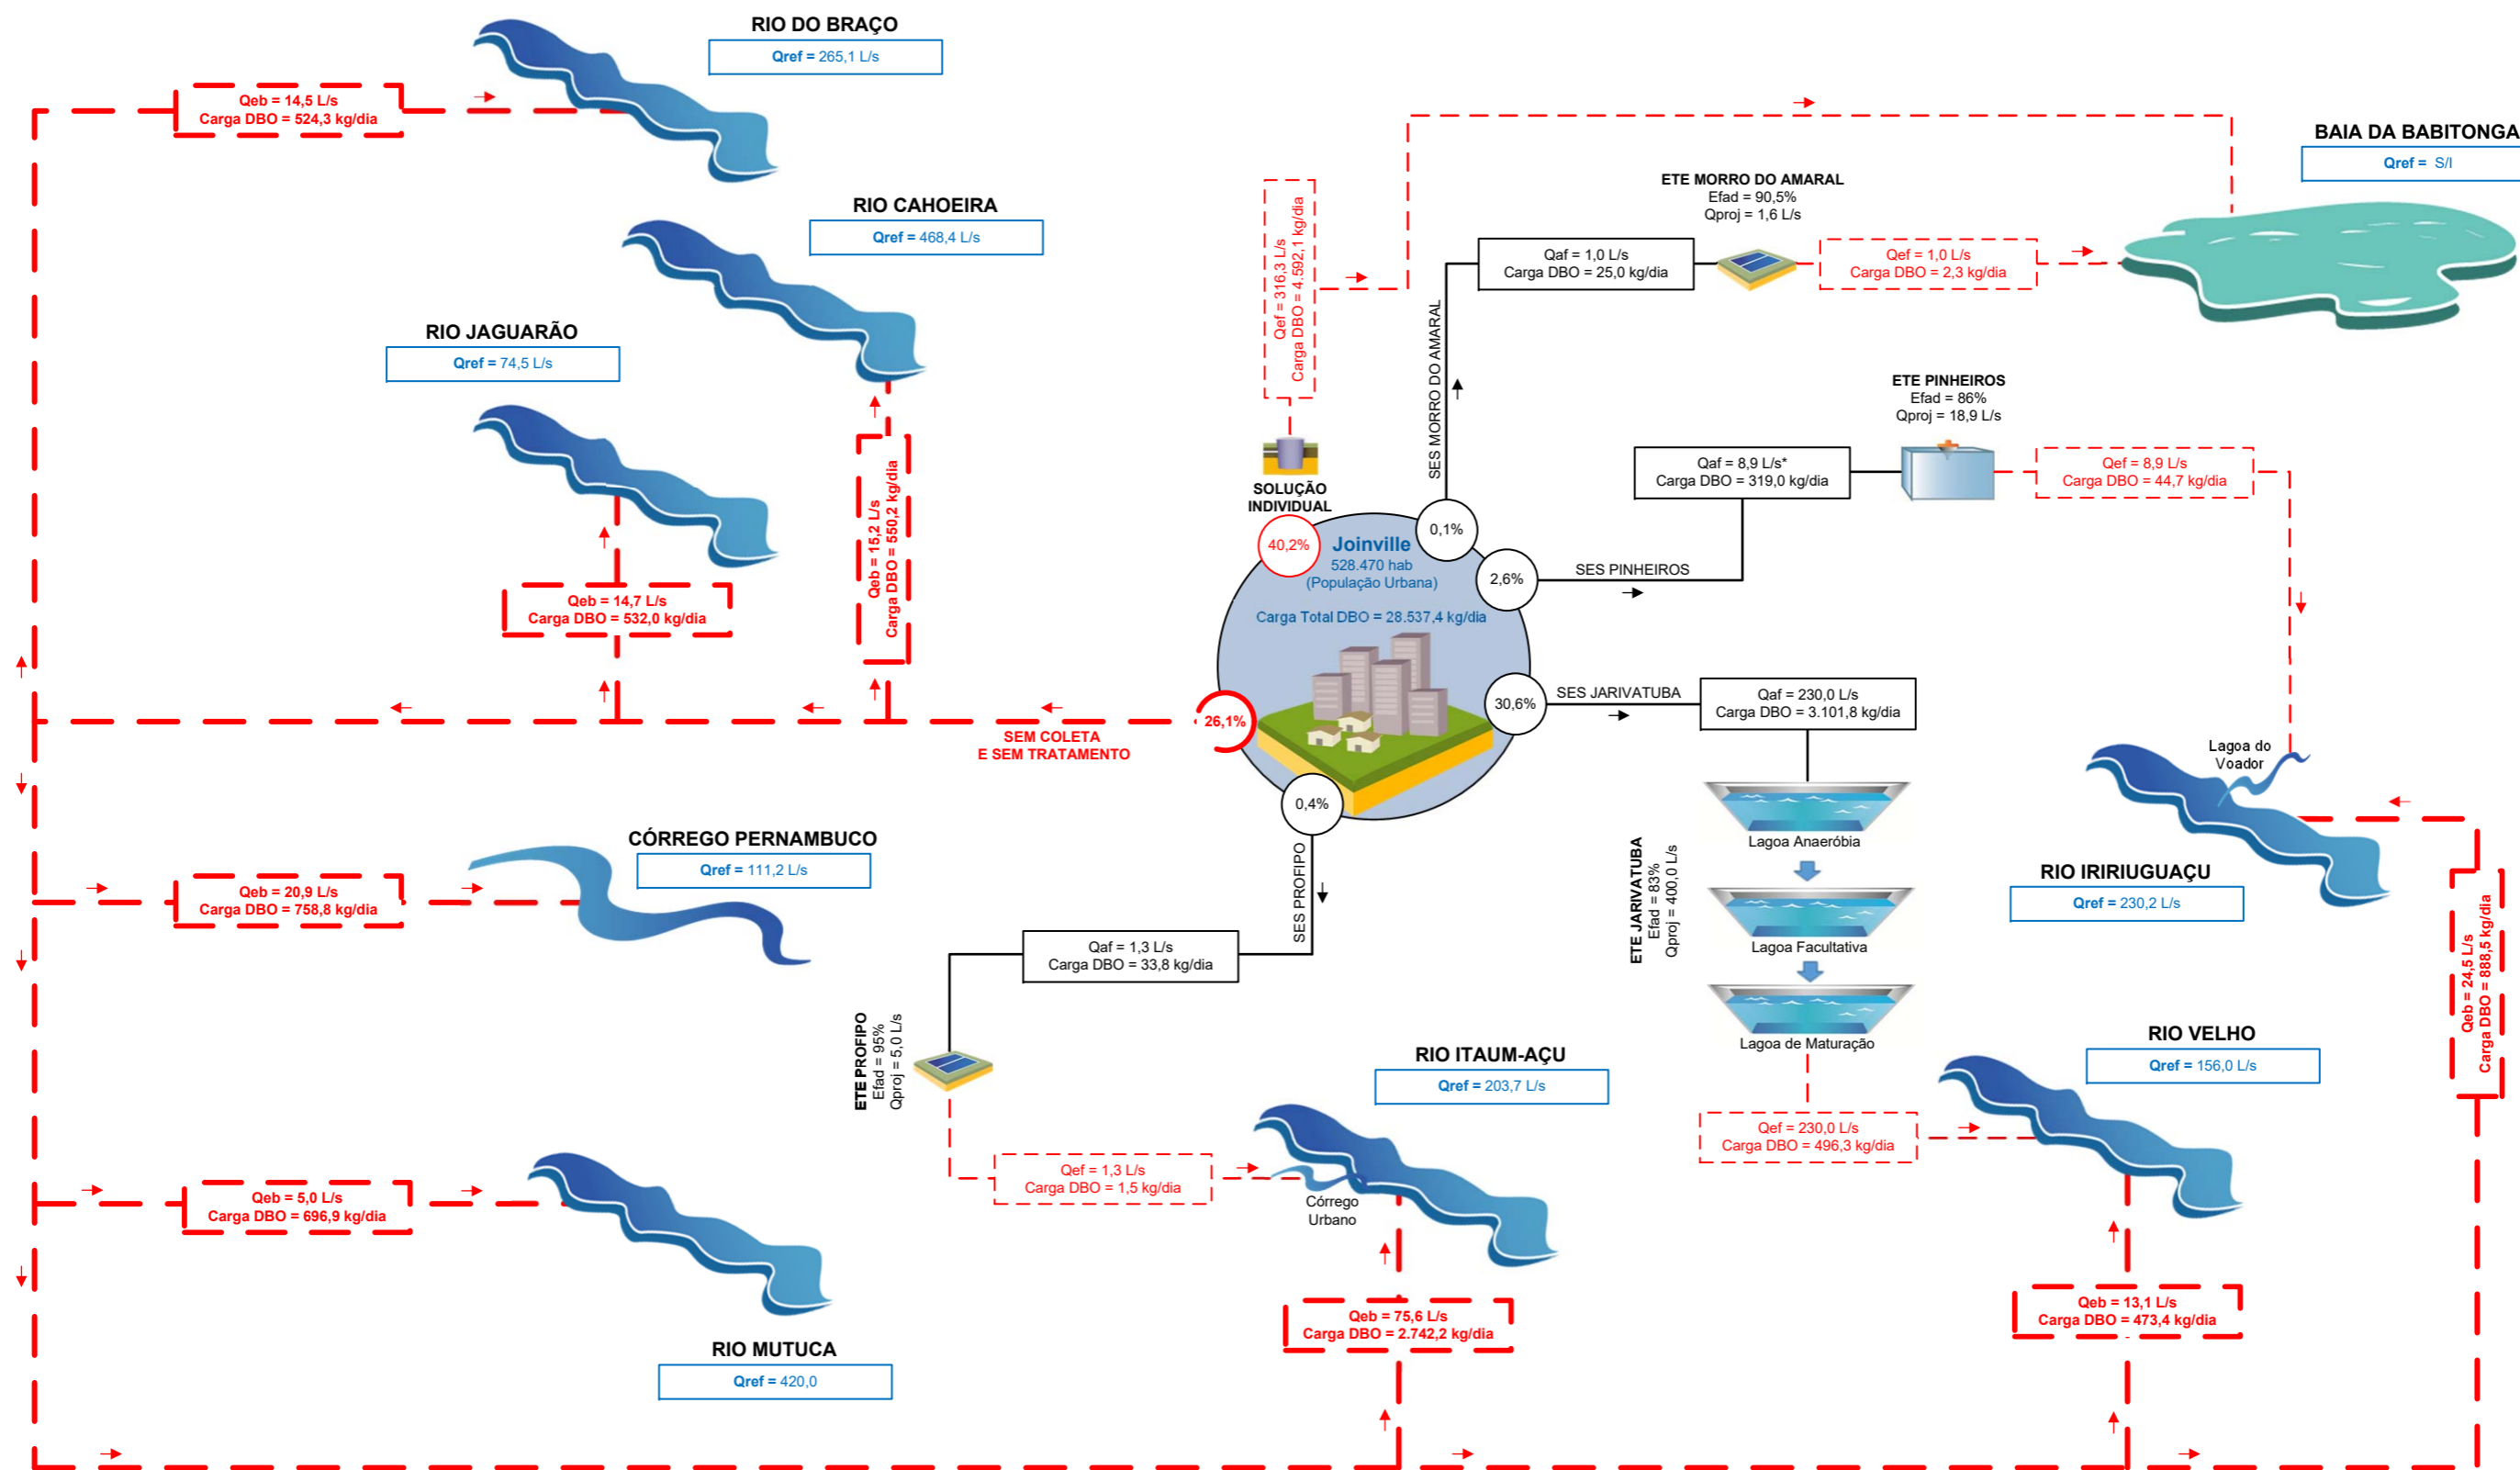 RIO DO BRAÇO
Qref = 265,1 L/s
Qeb = 14,5 L/s
Carga DBO = 524,3 kg/dia
RIO CAHOEIRA
Qref = 468,4 L/s
RIO JAGUARÃO
Qref = 74,5 L/s
Qeb = 15,2 L/s
Carga DBO = 550,2 kg/dia
Qeb = 14,7 L/s
Carga DBO = 532,0 kg/dia
BAIA DA BABITONGA
Qref = S/I
ETE MORRO DO AMARAL
Efad = 90,5%
Qproj = 1,6 L/s
Qaf = 1,0 L/s
Carga DBO = 25,0 kg/dia
Qef = 1,0 L/s
Carga DBO = 2,3 kg/dia
Qef = 316,3 L/s
Carga DBO = 4.592,1 kg/dia
SES MORRO DO AMARAL
SOLUÇÃO
INDIVIDUAL
40,2%
0,1%
Joinville
528.470 hab
(População Urbana)
Carga Total DBO = 28.537,4 kg/dia
ETE PINHEIROS
Efad = 86%
Qproj = 18,9 L/s
Qaf = 8,9 L/s*
Carga DBO = 319,0 kg/dia
Qef = 8,9 L/s
Carga DBO = 44,7 kg/dia
2,6%
SES PINHEIROS
30,6%
SES JARIVATUBA
Qaf = 230,0 L/s
Carga DBO = 3.101,8 kg/dia
26,1%
SEM COLETA
E SEM TRATAMENTO
0,4%
SES PROFIPO
Lagoa do
Voador
Lagoa Anaeróbia
ETE JARIVATUBA
Efad = 83%
Qproj = 400,0 L/s
Lagoa Facultativa
Lagoa de Maturação
RIO IRIRIUGUAÇU
Qref = 230,2 L/s
Qeb = 24,5 L/s
Carga DBO = 888,5 kg/dia
CÓRREGO PERNAMBUCO
Qref = 111,2 L/s
Qeb = 20,9 L/s
Carga DBO = 758,8 kg/dia
Qaf = 1,3 L/s
Carga DBO = 33,8 kg/dia
ETE PROFIPO
Efad = 95%
Qproj = 5,0 L/s
RIO ITAUM-AÇU
Qref = 203,7 L/s
RIO VELHO
Qref = 156,0 L/s
Qef = 230,0 L/s
Carga DBO = 496,3 kg/dia
Qef = 1,3 L/s
Carga DBO = 1,5 kg/dia
Córrego
Urbano
Qeb = 5,0 L/s
Carga DBO = 696,9 kg/dia
RIO MUTUCA
Qref = 420,0
Qeb = 75,6 L/s
Carga DBO = 2.742,2 kg/dia
Qeb = 13,1 L/s
Carga DBO = 473,4 kg/dia